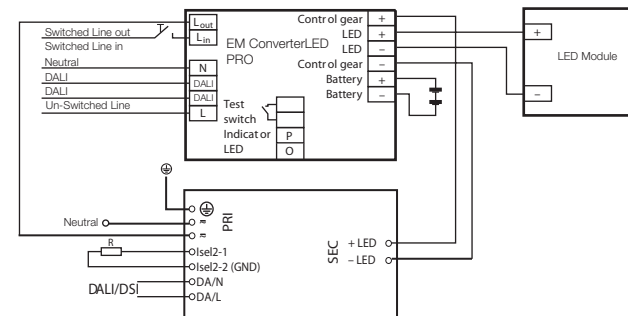 Switched Line out
Switched Line in
Neutral
DALI
DALI
Un-Switched Line
Lout
Lin
N
DALI
DALI
L
EM ConverterLED
PRO
Test
switch
Indicator
LED
P
O
Control gear +
LED +
LED –
Control gear –
Battery +
Battery –
+
–
LED Module
Neutral
R
PRI
Isel2-1
Isel2-2 (GND)
DALI/DSI
DA/N
DA/L
SEC
+ LED
– LED